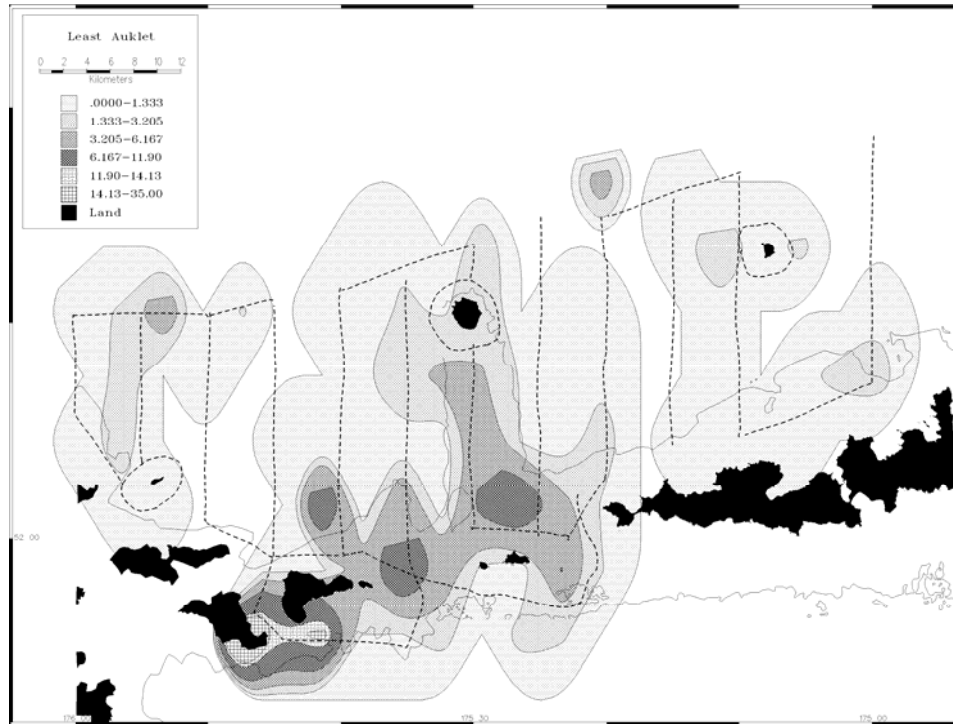 Least Auklet
0 2 4 6 8 10 12
Kilometers
.0000-1.333
1.333-3.205
3.205-6.167
6.167-11.90
11.90-14.13
14.13-35.00
Land
52 00
176 00 175 30 175 00